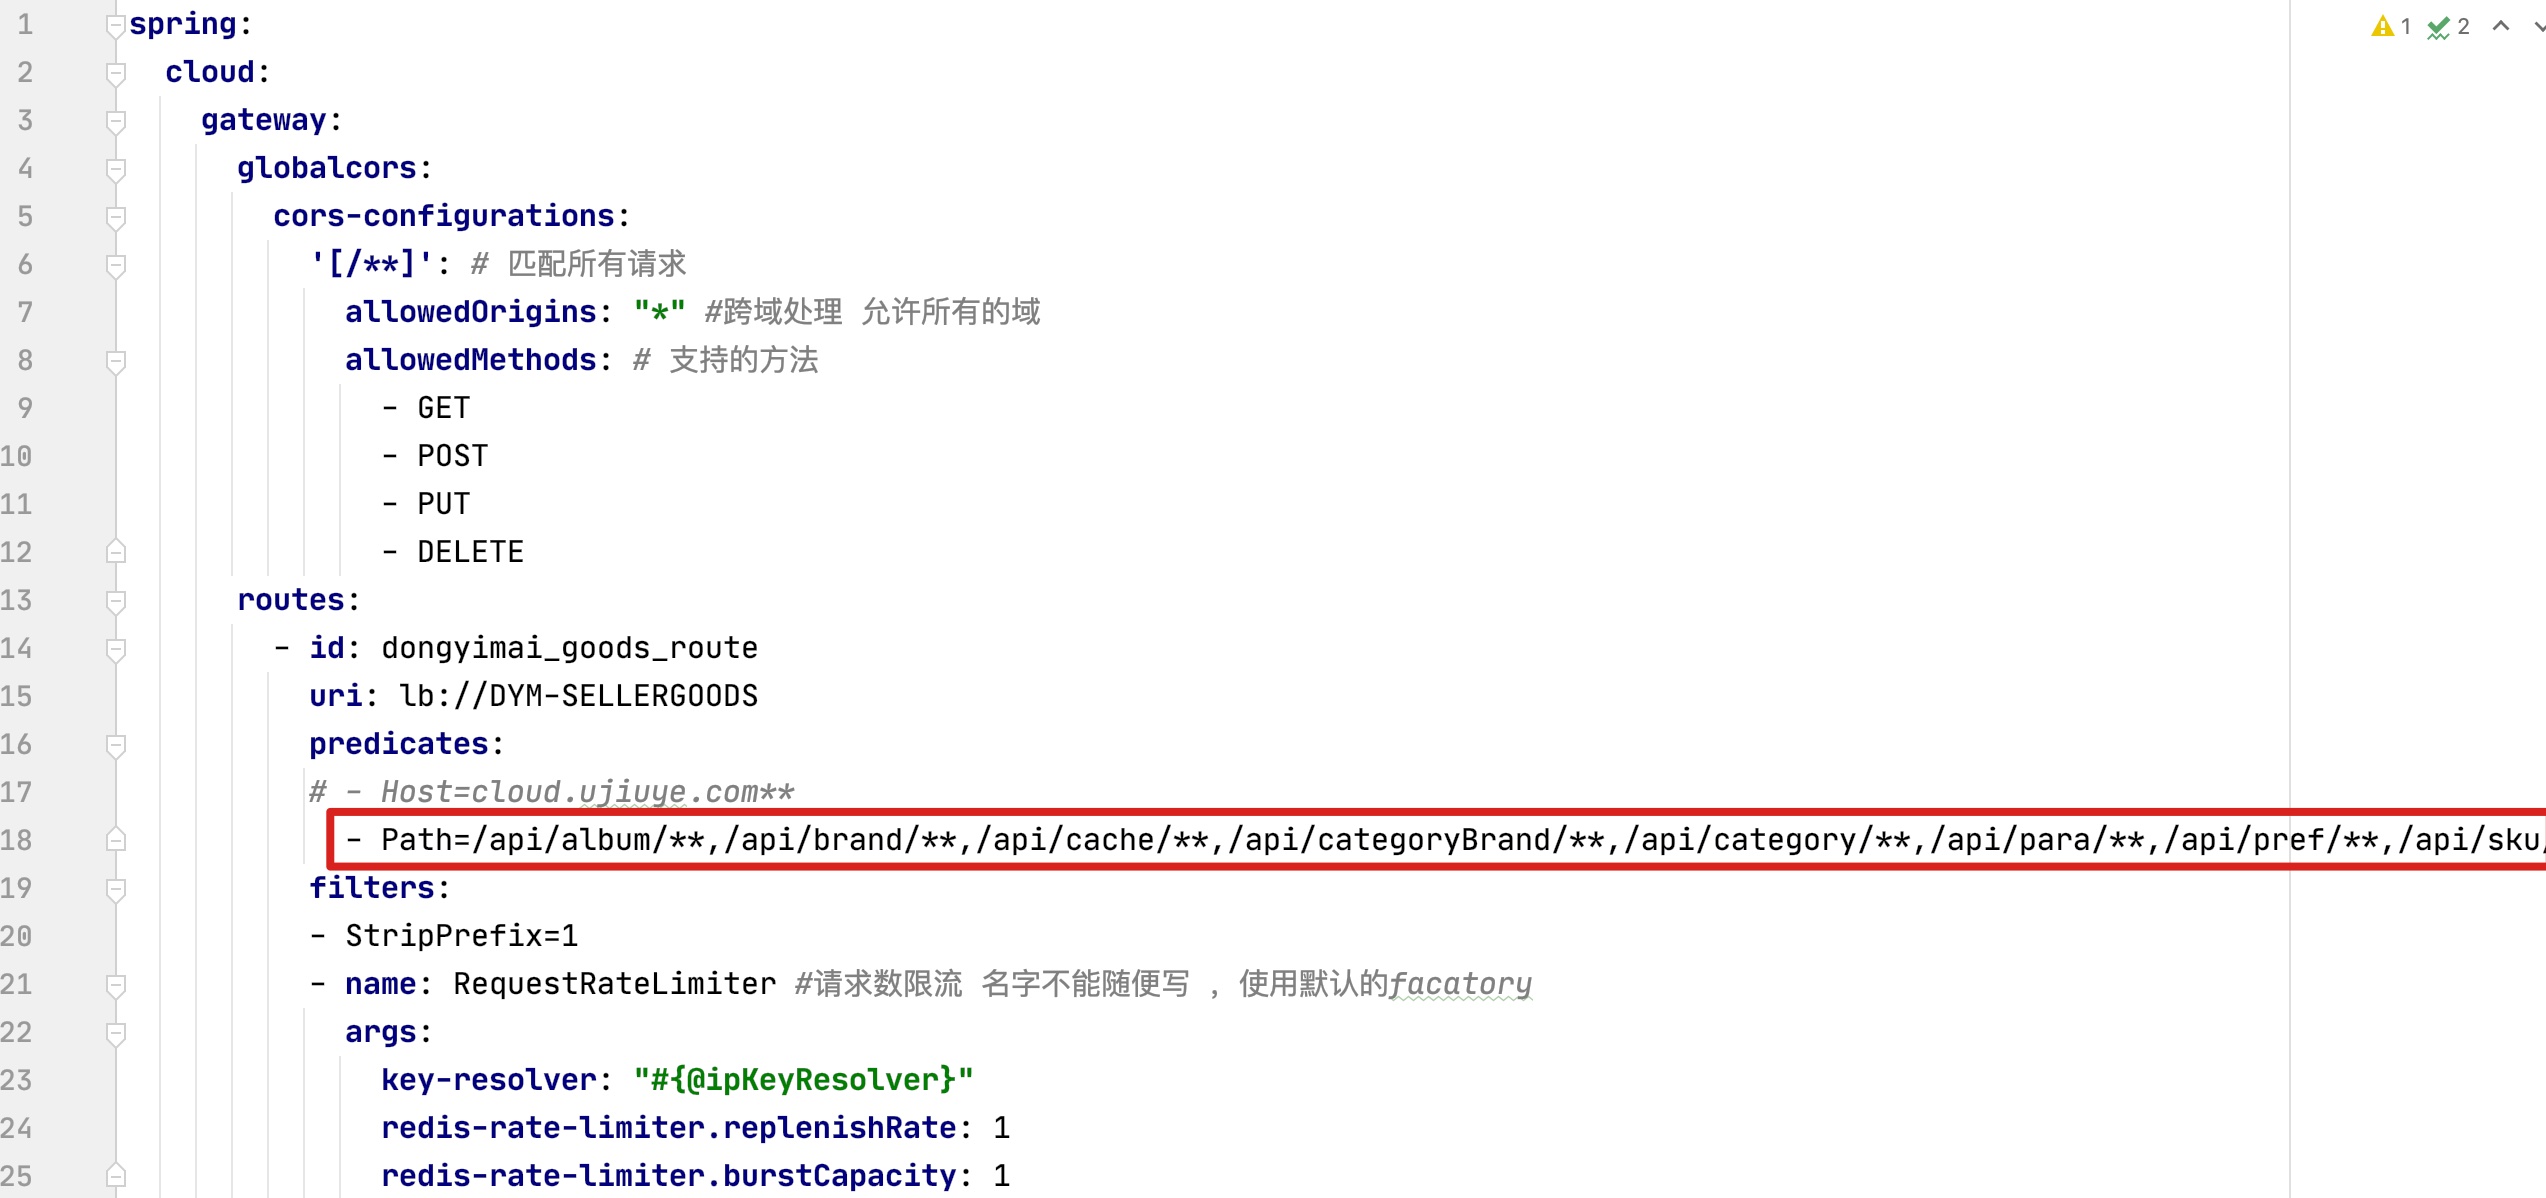 1 spring:
2 cloud:
3 gateway:
4 globalcors:
5 cors-configurations:
6 '[/**]': # 匹配所有请求
7 allowedOrigins: "*" #跨域处理 允许所有的域
8 allowedMethods: # 支持的方法
9 - GET
10 - POST
11 - PUT
12 - DELETE
13 routes:
14 - id: dongyimai_goods_route
15 uri: lb://DYM-SELLERGOODS
16 predicates:
17 # - Host=cloud.ujiuye.com**
18 - Path=/api/album/**,/api/brand/**,/api/cache/**,/api/categoryBrand/**,/api/category/**,/api/para/**,/api/pref/**,/api/sku/
19 filters:
20 - StripPrefix=1
21 - name: RequestRateLimiter #请求数限流 名字不能随便写 ，使用默认的facatory
22 args:
23 key-resolver: "#{@ipKeyResolver}"
24 redis-rate-limiter.replenishRate: 1
25 redis-rate-limiter.burstCapacity: 1
1 2